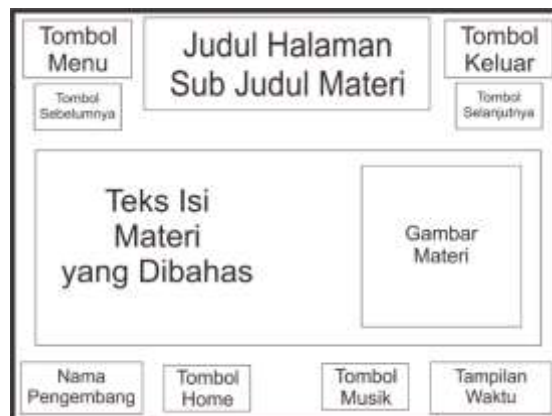 Tombol
Menu
Judul Halaman
Sub Judul Materi
Tombol
Keluar
Tombol
Sebelumnya
Tombol
Selanjutnya
Teks Isi
Materi
yang Dibahas
Gambar
Materi
Nama
Pengembang
Tombol
Home
Tombol
Musik
Tampilan
Waktu